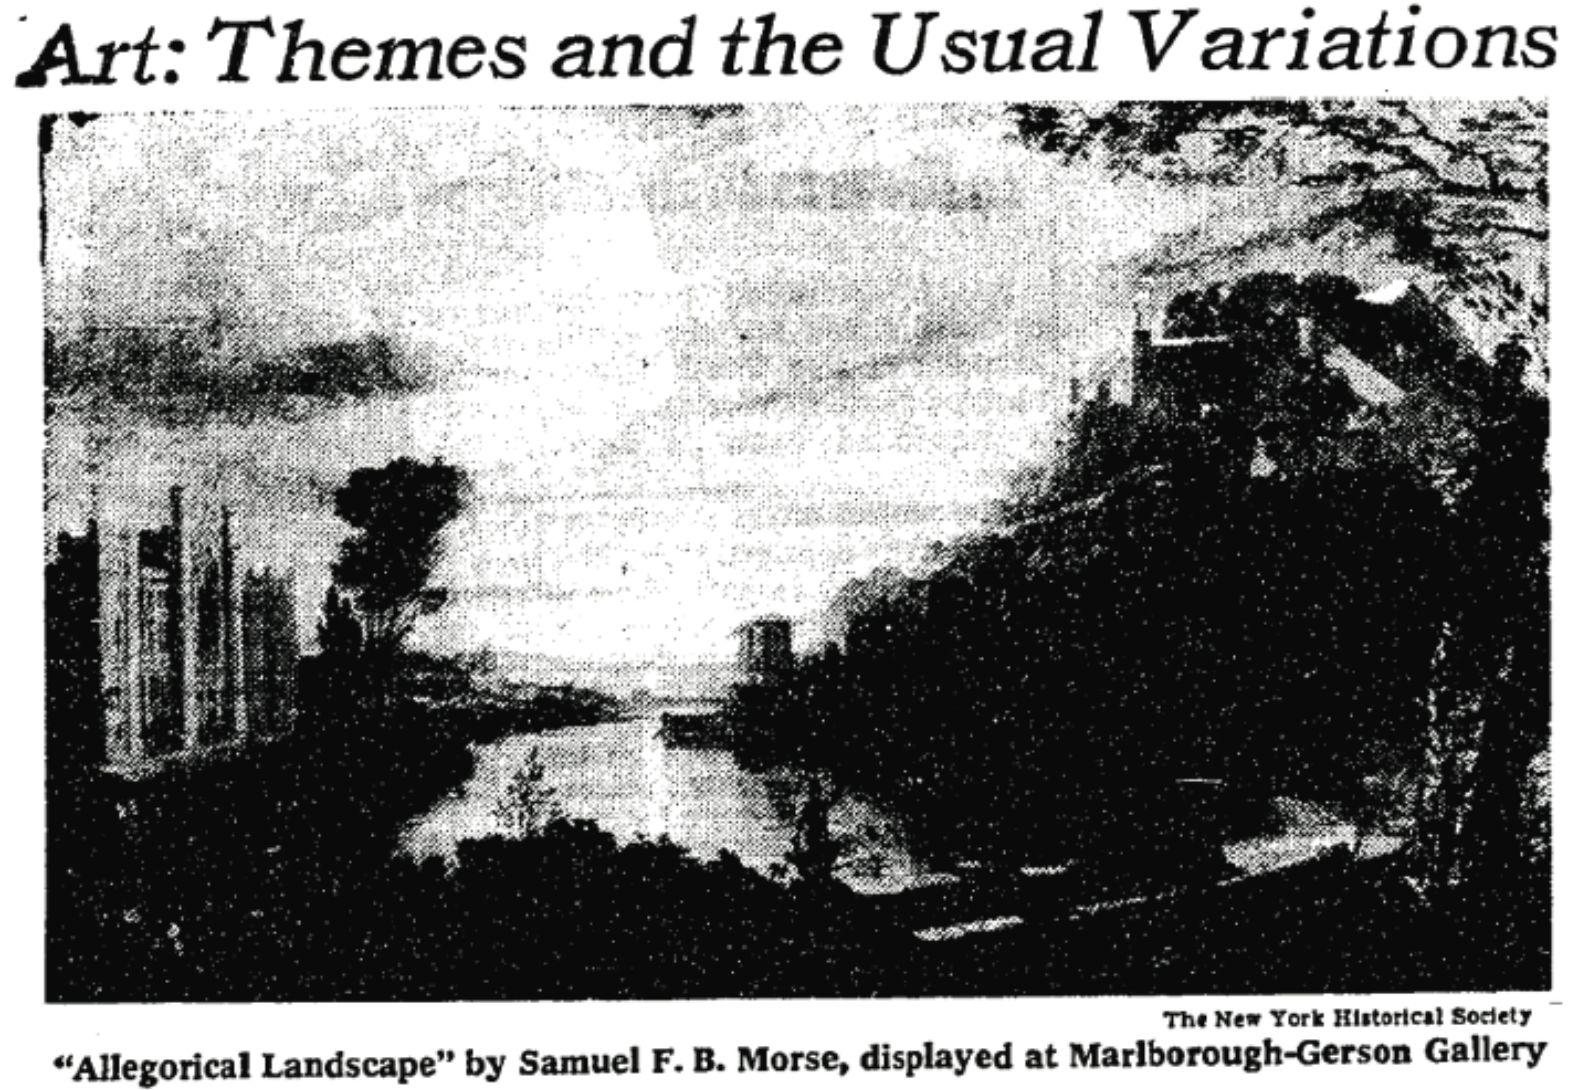 Art: Themes and the Usual Variations
The New York Historical Society
"Allegorical Landscape" by Samuel F. B. Morse, displayed at Marlborough-Gerson Gallery